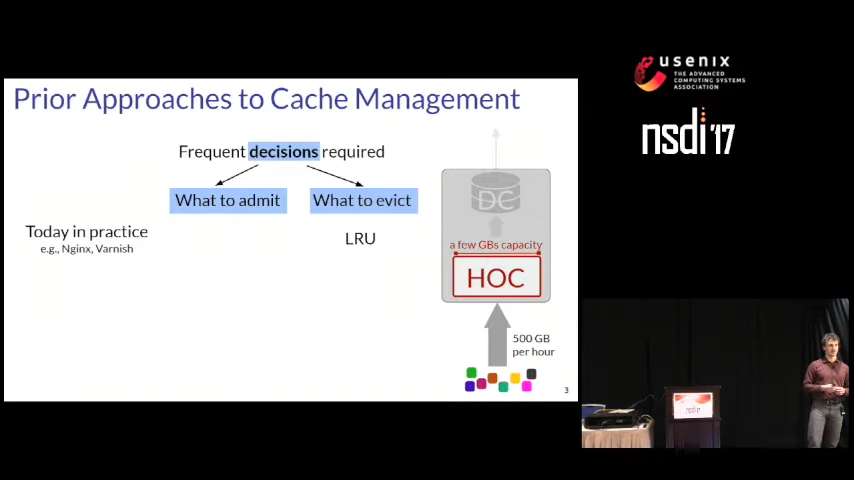 Prior Approaches to Cache Management
Frequent decisions required
What to admit
What to evict
Today in practice
e.g., Nginx, Varnish
LRU
DC
a few GBs capacity
HOC
500 GB
per hour
3
usenix
THE ADVANCED
COMPUTING SYSTEMS
ASSOCIATION
nsdi '17
nsdi '17